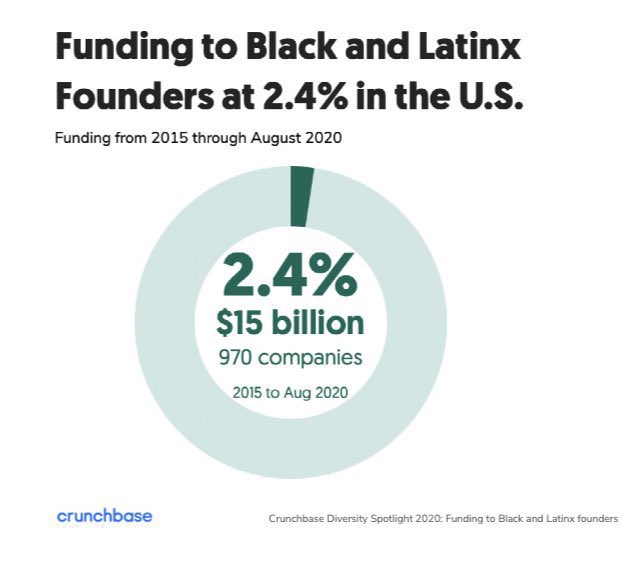 Funding to Black and Latinx
Founders at 2.4% in the U.S.
Funding from 2015 through August 2020
2.4%
$15 billion
970 companies
2015 to Aug 2020
crunchbase
Crunchbase Diversity Spotlight 2020: Funding to Black and Latinx founders